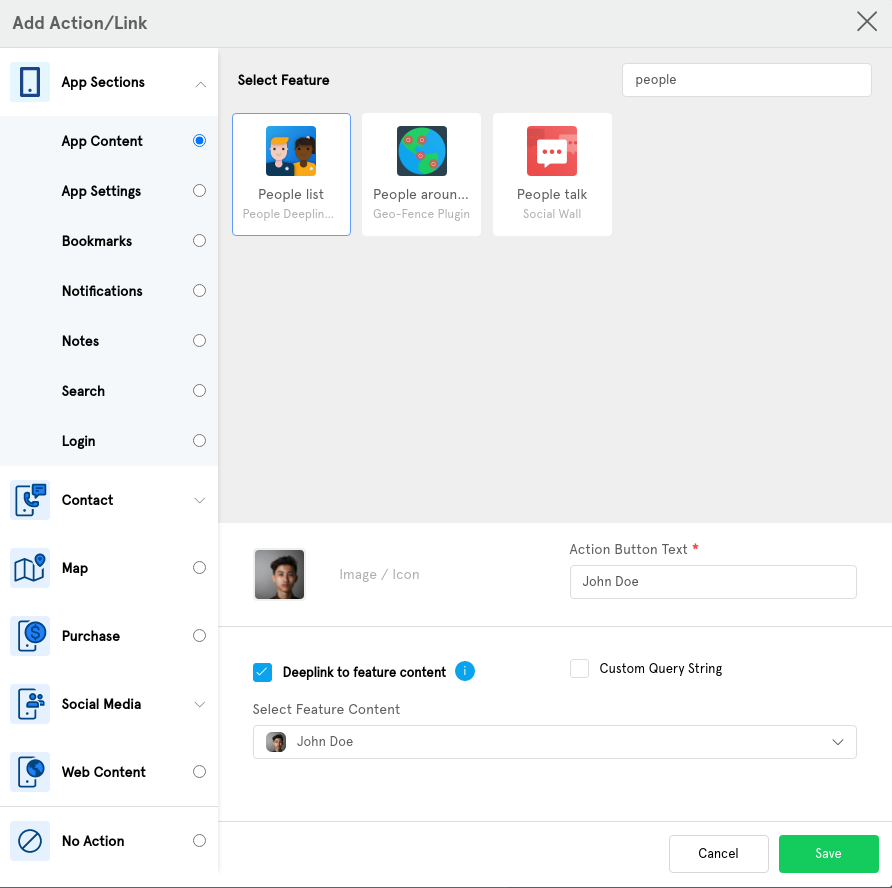 Add Action/Link
App Sections
App Content
App Settings
Bookmarks
Notifications
Notes
Search
Login
Contact
Map
Purchase
Social Media
Web Content
No Action
Select Feature
people
People list
People Deeplin...
People aroun...
Geo-Fence Plugin
People talk
Social Wall
Image / Icon
Action Button Text *
John Doe
Deeplink to feature content i
Custom Query String
Select Feature Content
John Doe
Cancel
Save